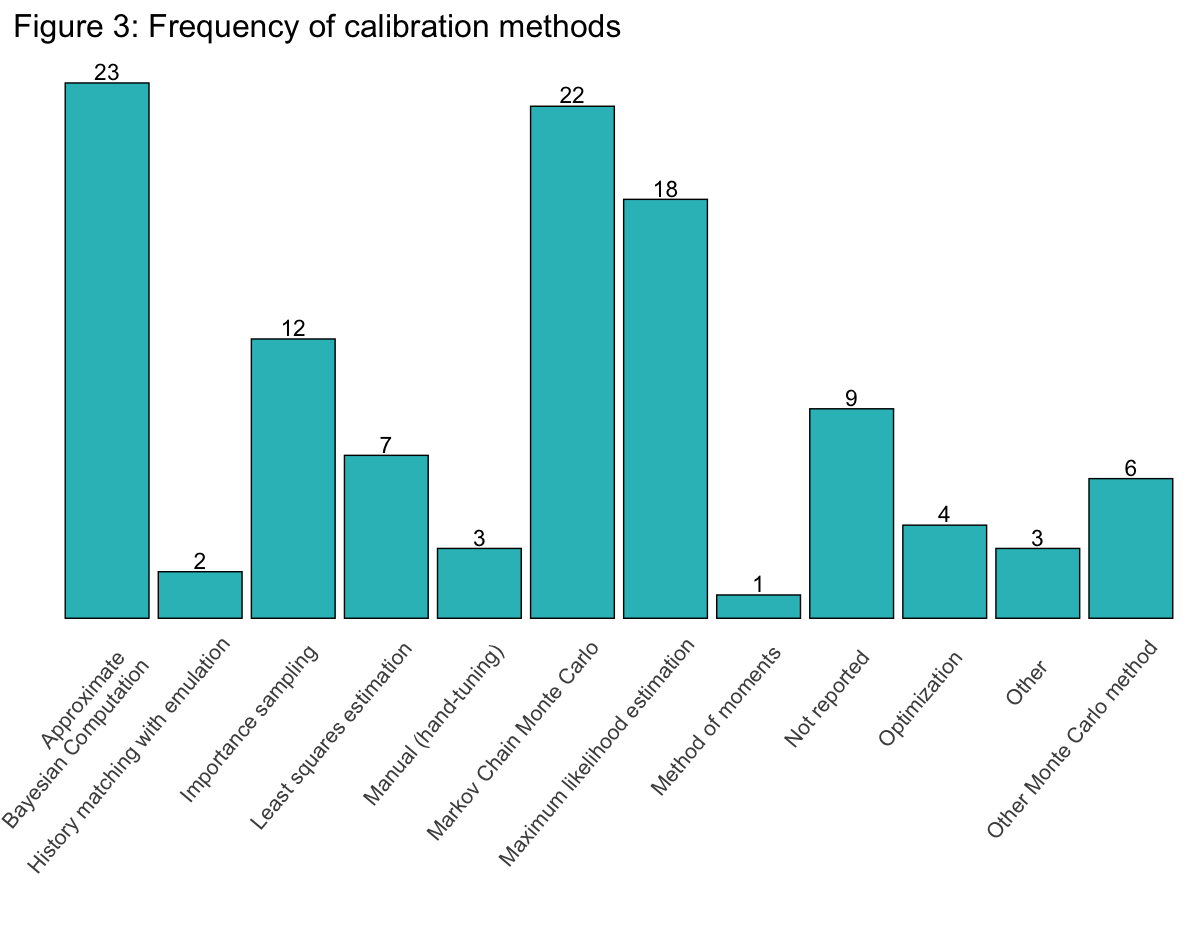 Figure 3: Frequency of calibration methods
23
2
12
7
3
22
18
1
9
4
3
6
Approximate
Bayesian Computation
History matching with emulation
Importance sampling
Least squares estimation
Manual (hand-tuning)
Markov Chain Monte Carlo
Maximum likelihood estimation
Method of moments
Not reported
Optimization
Other
Other Monte Carlo method